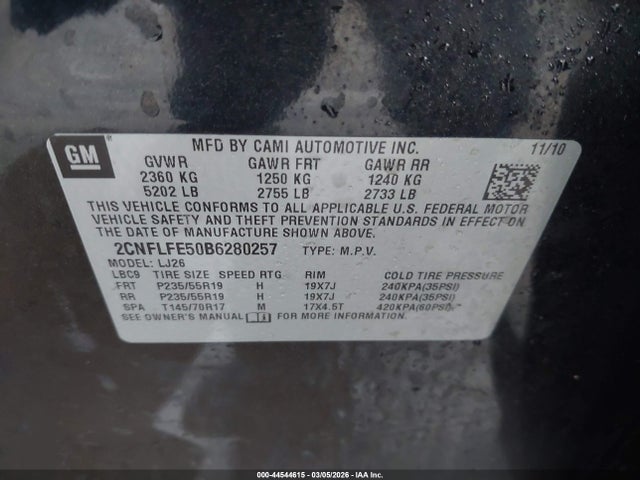 GM
MFD BY CAMI AUTOMOTIVE INC. 11/10
GVWR GAWR FRT GAWR RR
2360 KG 1250 KG 1240 KG
5202 LB 2755 LB 2733 LB
THIS VEHICLE CONFORMS TO ALL APPLICABLE U.S. FEDERAL MOTOR
VEHICLE SAFETY AND THEFT PREVENTION STANDARDS IN EFFECT ON
THE DATE OF MANUFACTURE SHOWN ABOVE.
2CNFLFE50B6280257 TYPE: M.P.V.
MODEL: LJ26
LBC9 TIRE SIZE SPEED RTG RIM COLD TIRE PRESSURE
FRT P235/55R19 H 19X7J 240KPA(35PSI)
RR P235/55R19 H 19X7J 240KPA(35PSI)
SPA T145/70R17 M 17X4.5T 420KPA(60PSI)
SEE OWNER'S MANUAL FOR MORE INFORMATION
000-44544615 | 03/05/2026 | IAA Inc.